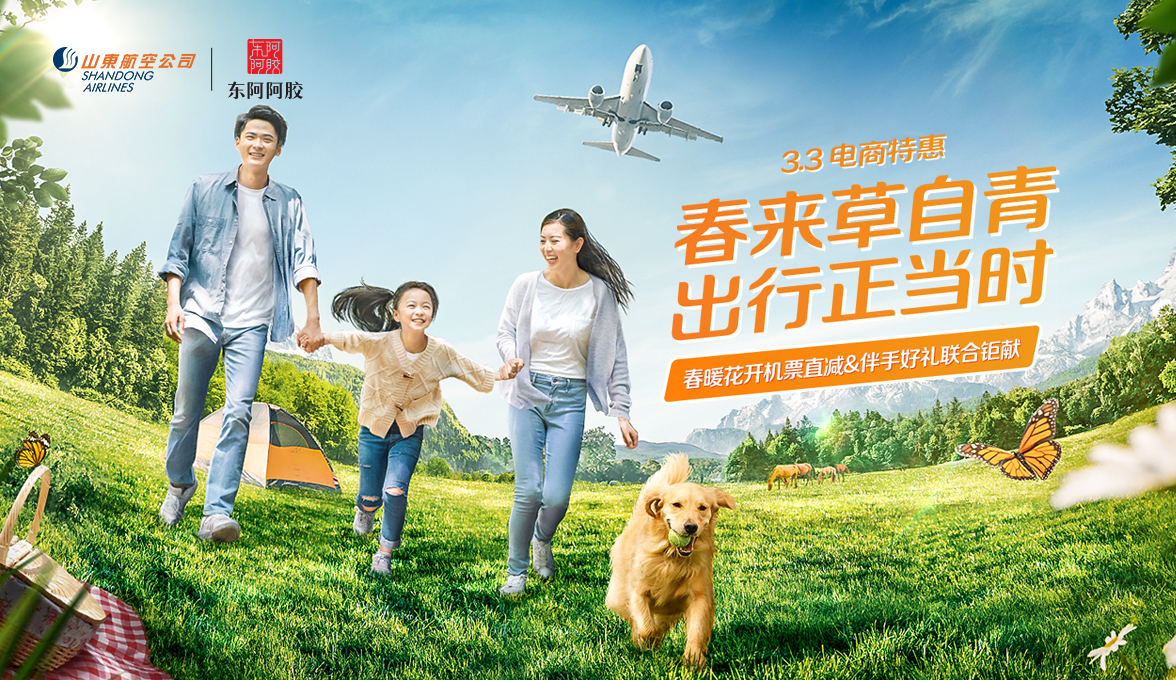 山東航空公司
SHANDONG
AIRLINES
东阿
阿胶
东阿阿胶
3.3 电商特惠
春来草自青
出行正当时
春暖花开机票直减&伴手好礼联合钜献